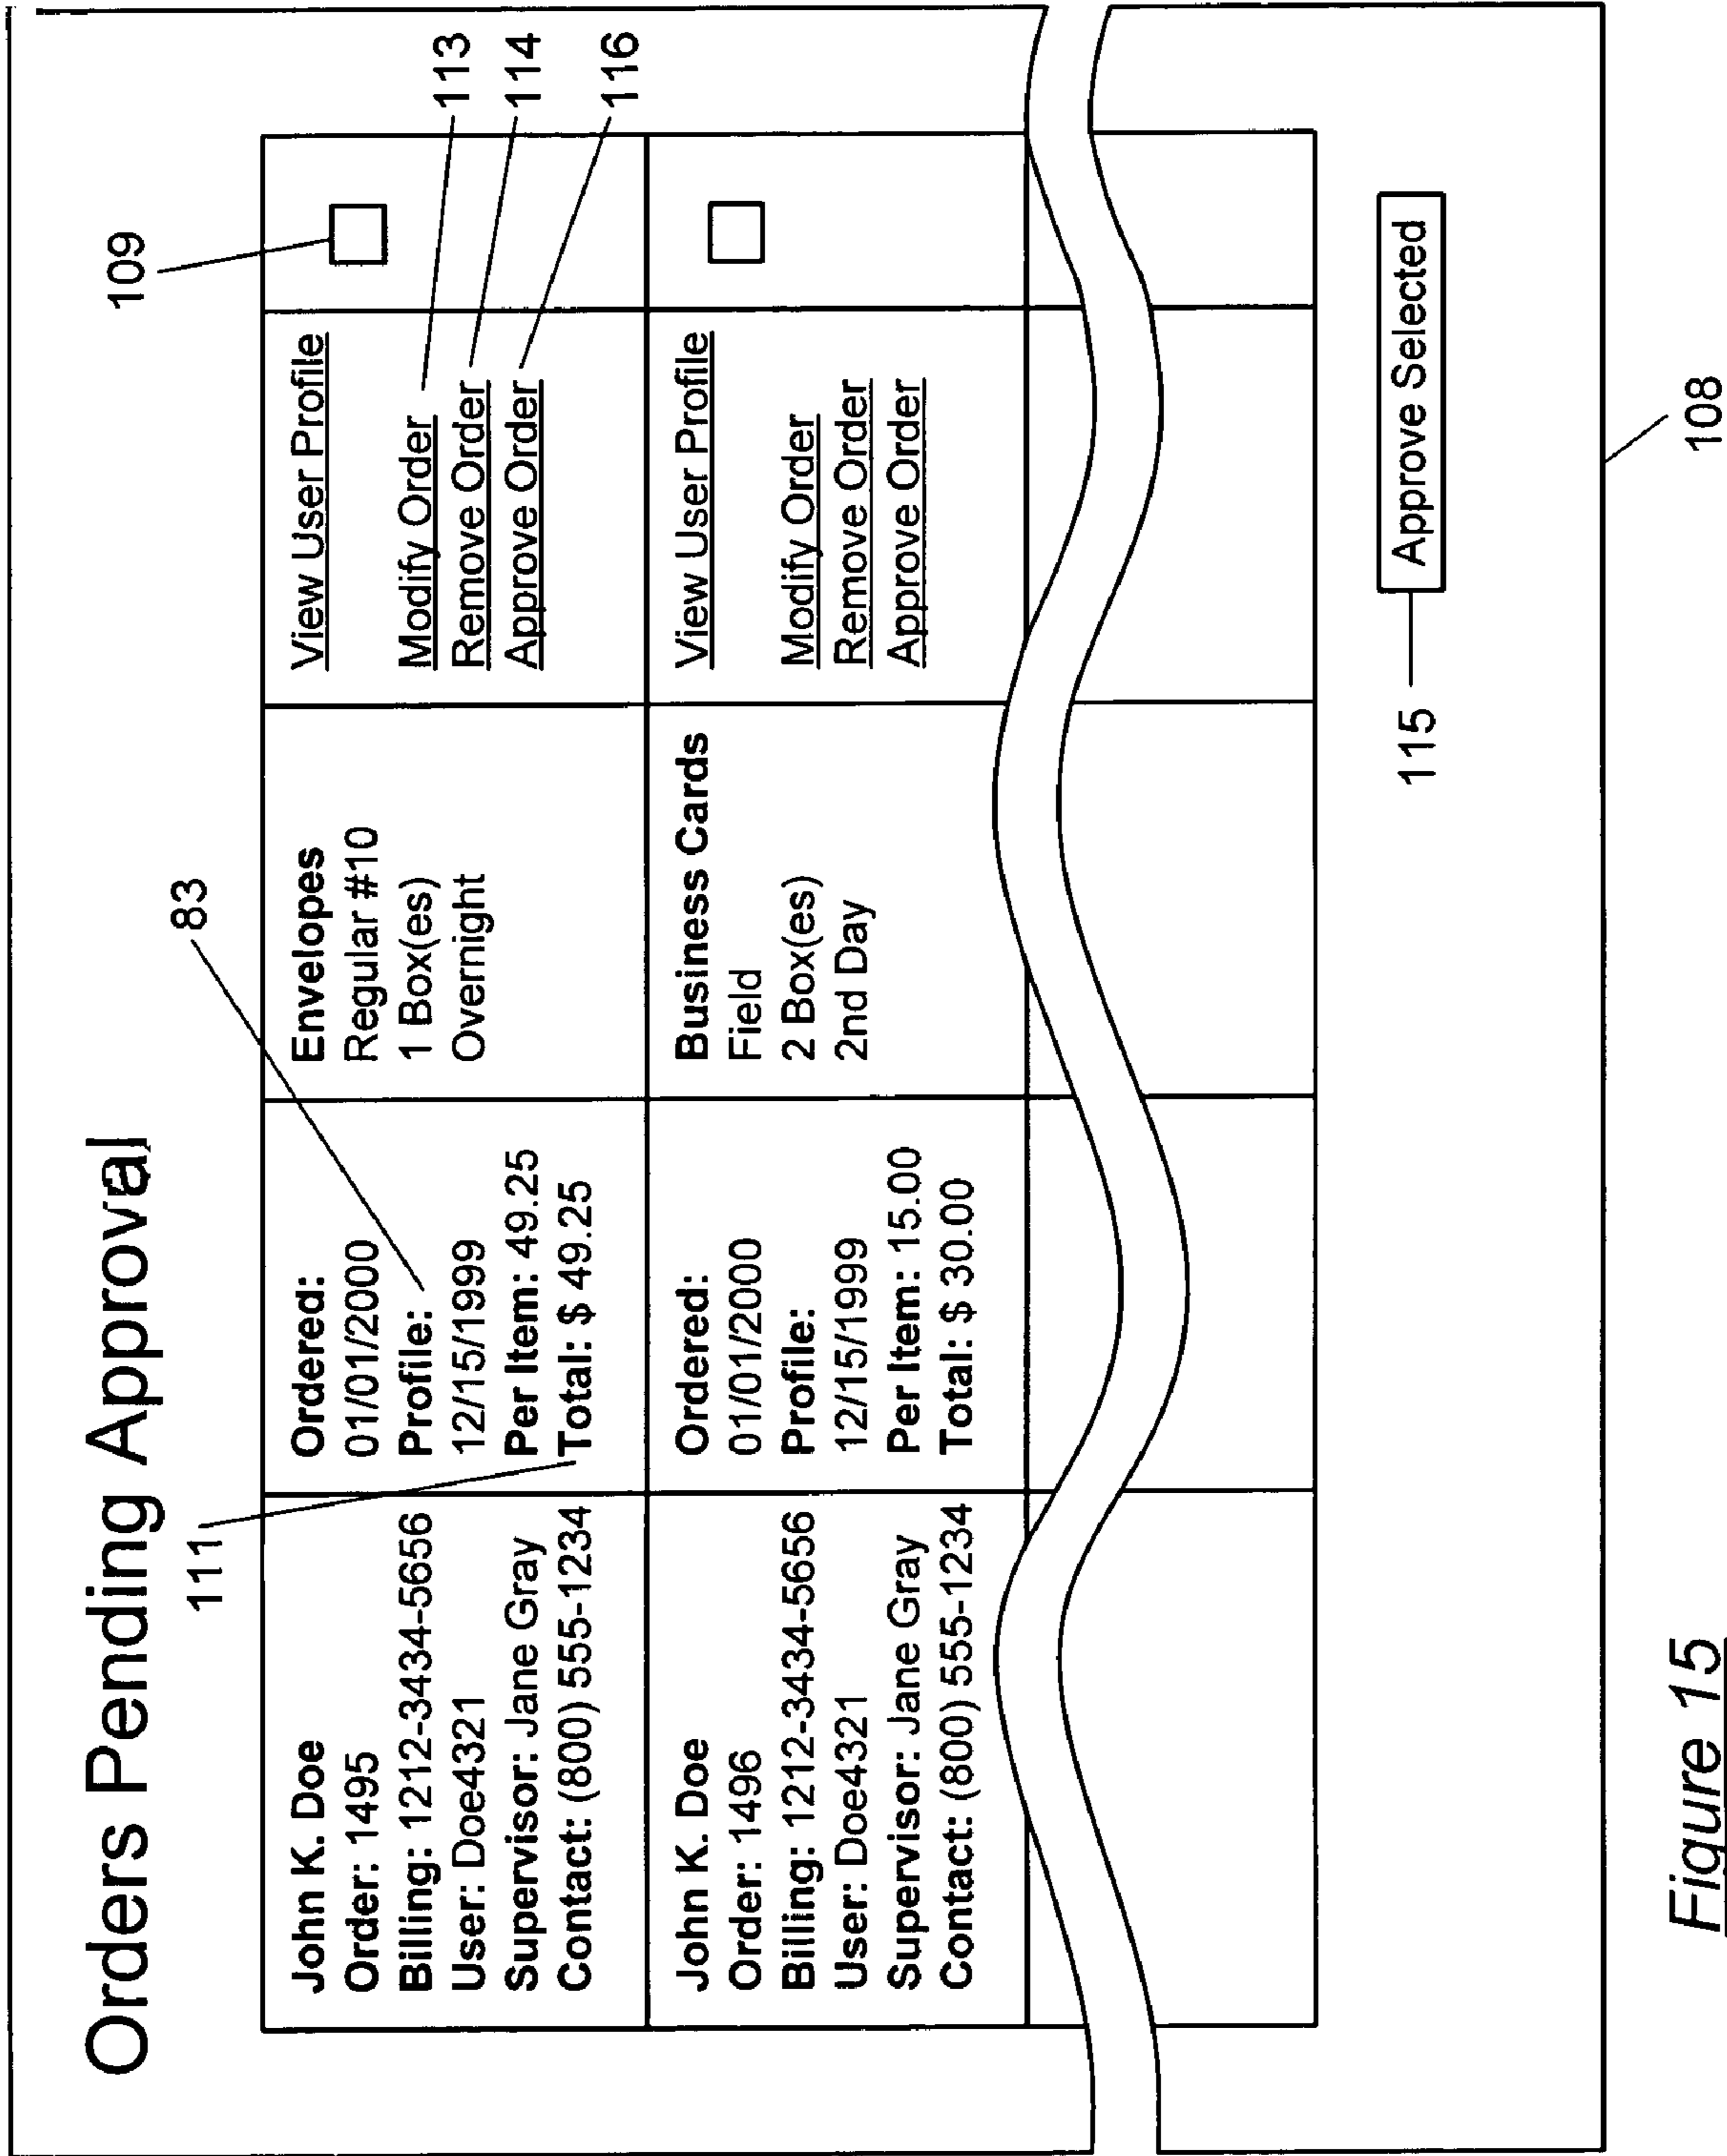 Orders Pending Approval
111
83
109
John K. Doe
Order: 1495
Billing: 1212-3434-5656
User: Doe4321
Supervisor: Jane Gray
Contact: (800) 555-1234
Ordered:
01/01/2000
Profile:
12/15/1999
Per Item: 49.25
Total: $ 49.25
Envelopes
Regular #10
1 Box(es)
Overnight
View User Profile
Modify Order
Remove Order
Approve Order
113
114
116
John K. Doe
Order: 1496
Billing: 1212-3434-5656
User: Doe4321
Supervisor: Jane Gray
Contact: (800) 555-1234
Ordered:
01/01/2000
Profile:
12/15/1999
Per Item: 15.00
Total: $ 30.00
Business Cards
Field
2 Box(es)
2nd Day
View User Profile
Modify Order
Remove Order
Approve Order
115
Approve Selected
108
Figure 15